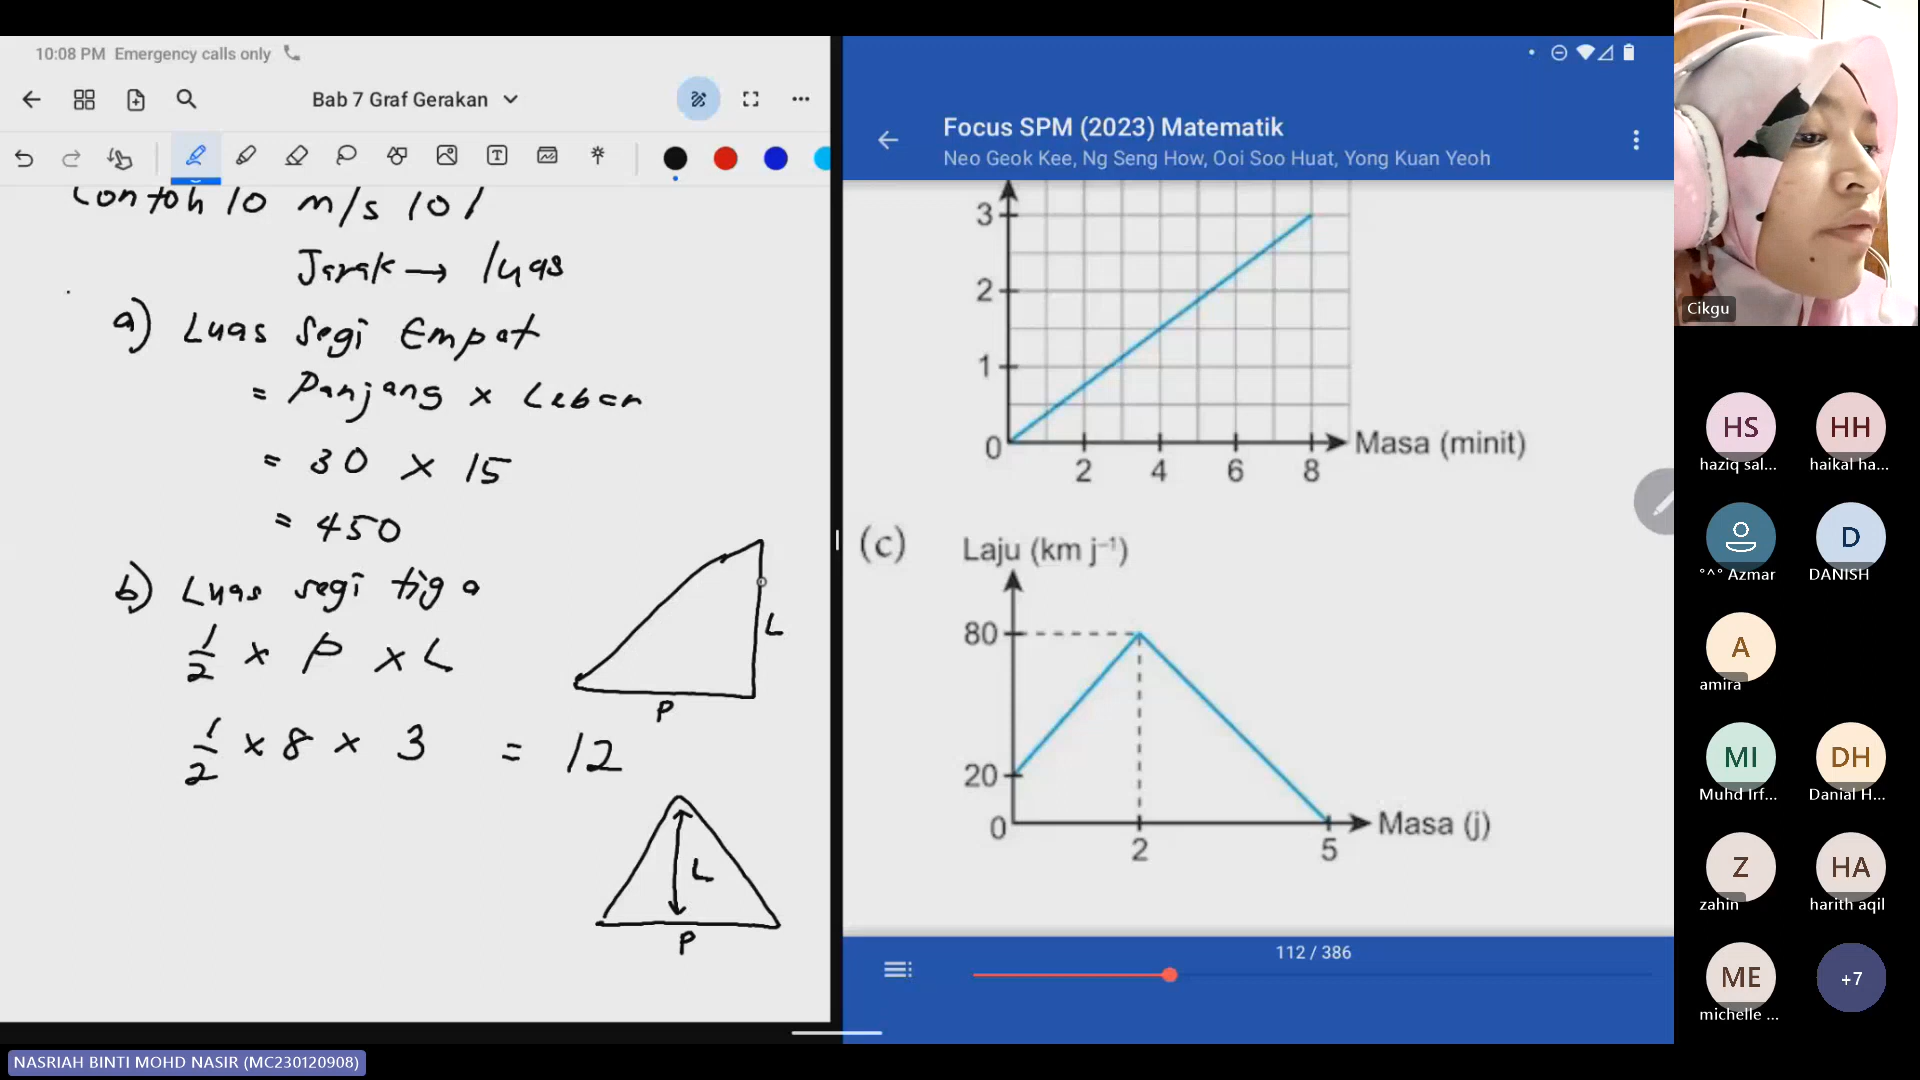 10:08 PM Emergency calls only
Bab 7 Graf Gerakan
Contoh 10 m/s 101
Jarak → luas
a) Luas Segi Empat
= Panjang × Lebar
= 30 × 15
= 450
b) Luas segi tiga
1/2 × P × L
1/2 × 8 × 3 = 12
L
P
L
P
Focus SPM (2023) Matematik
Neo Geok Kee, Ng Seng How, Ooi Soo Huat, Yong Kuan Yeoh
3
2
1
0
2 4 6 8
Masa (minit)
(c)
Laju (km j⁻¹)
80
20
0
2 5
Masa (j)
112 / 386
Cikgu
HS HH
haziq sal... haikal ha...
D
°^° Azmar DANISH
A
amira
MI DH
Muhd Irf... Danial H...
Z HA
zahin harith aqil
ME +7
michelle ...
NASRIAH BINTI MOHD NASIR (MC230120908)